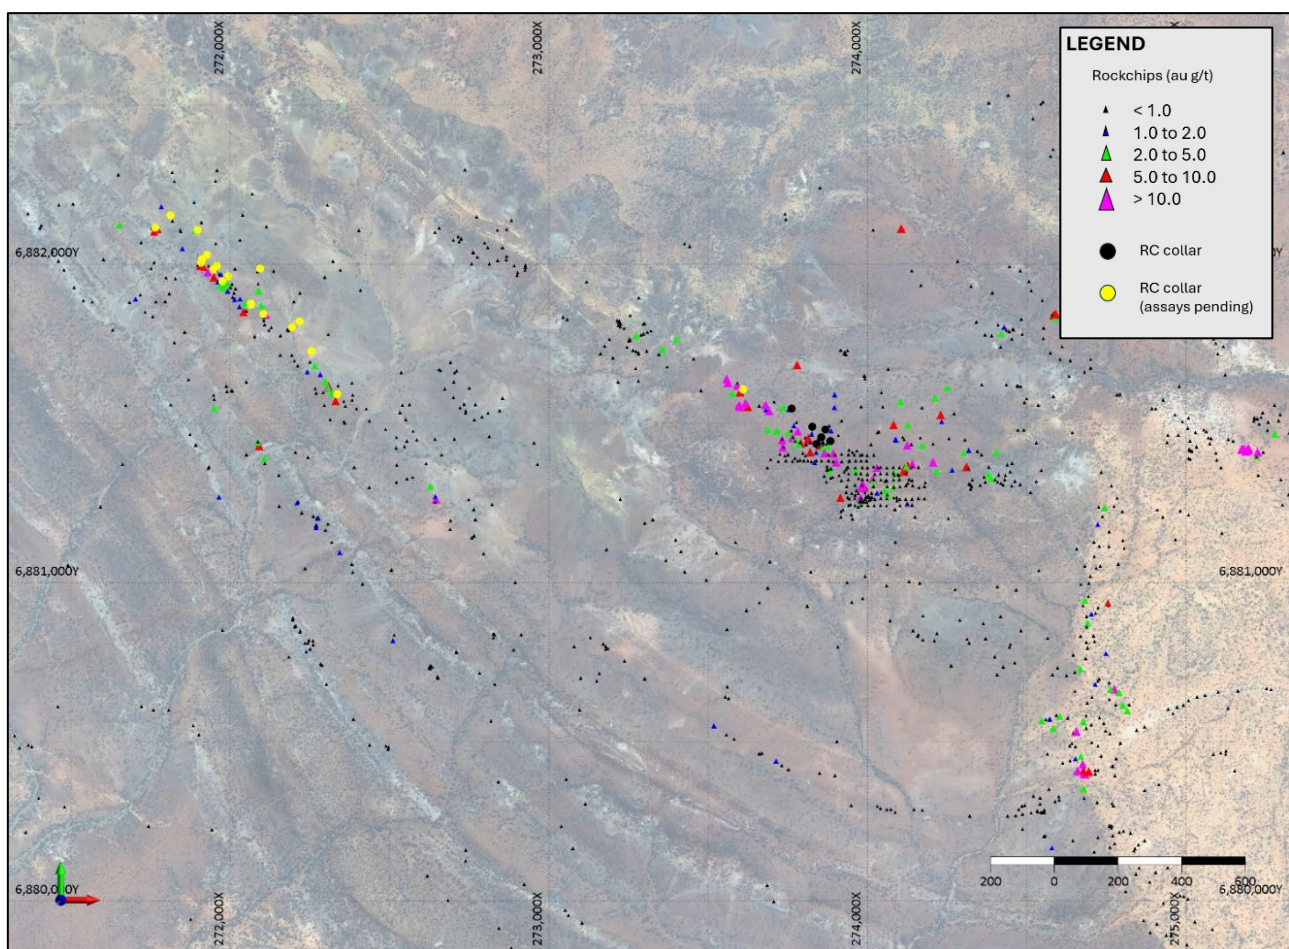 272,000X
273,000X
274,000X
LEGEND
Rockchips (au g/t)
< 1.0
1.0 to 2.0
2.0 to 5.0
5.0 to 10.0
> 10.0
RC collar
RC collar
(assays pending)
6,882,000Y
6,881,000Y
6,881,000Y
200 0 200 400 600
6,880,000Y
6,880,000Y
272,000X
273,000X
274,000X
275,000X